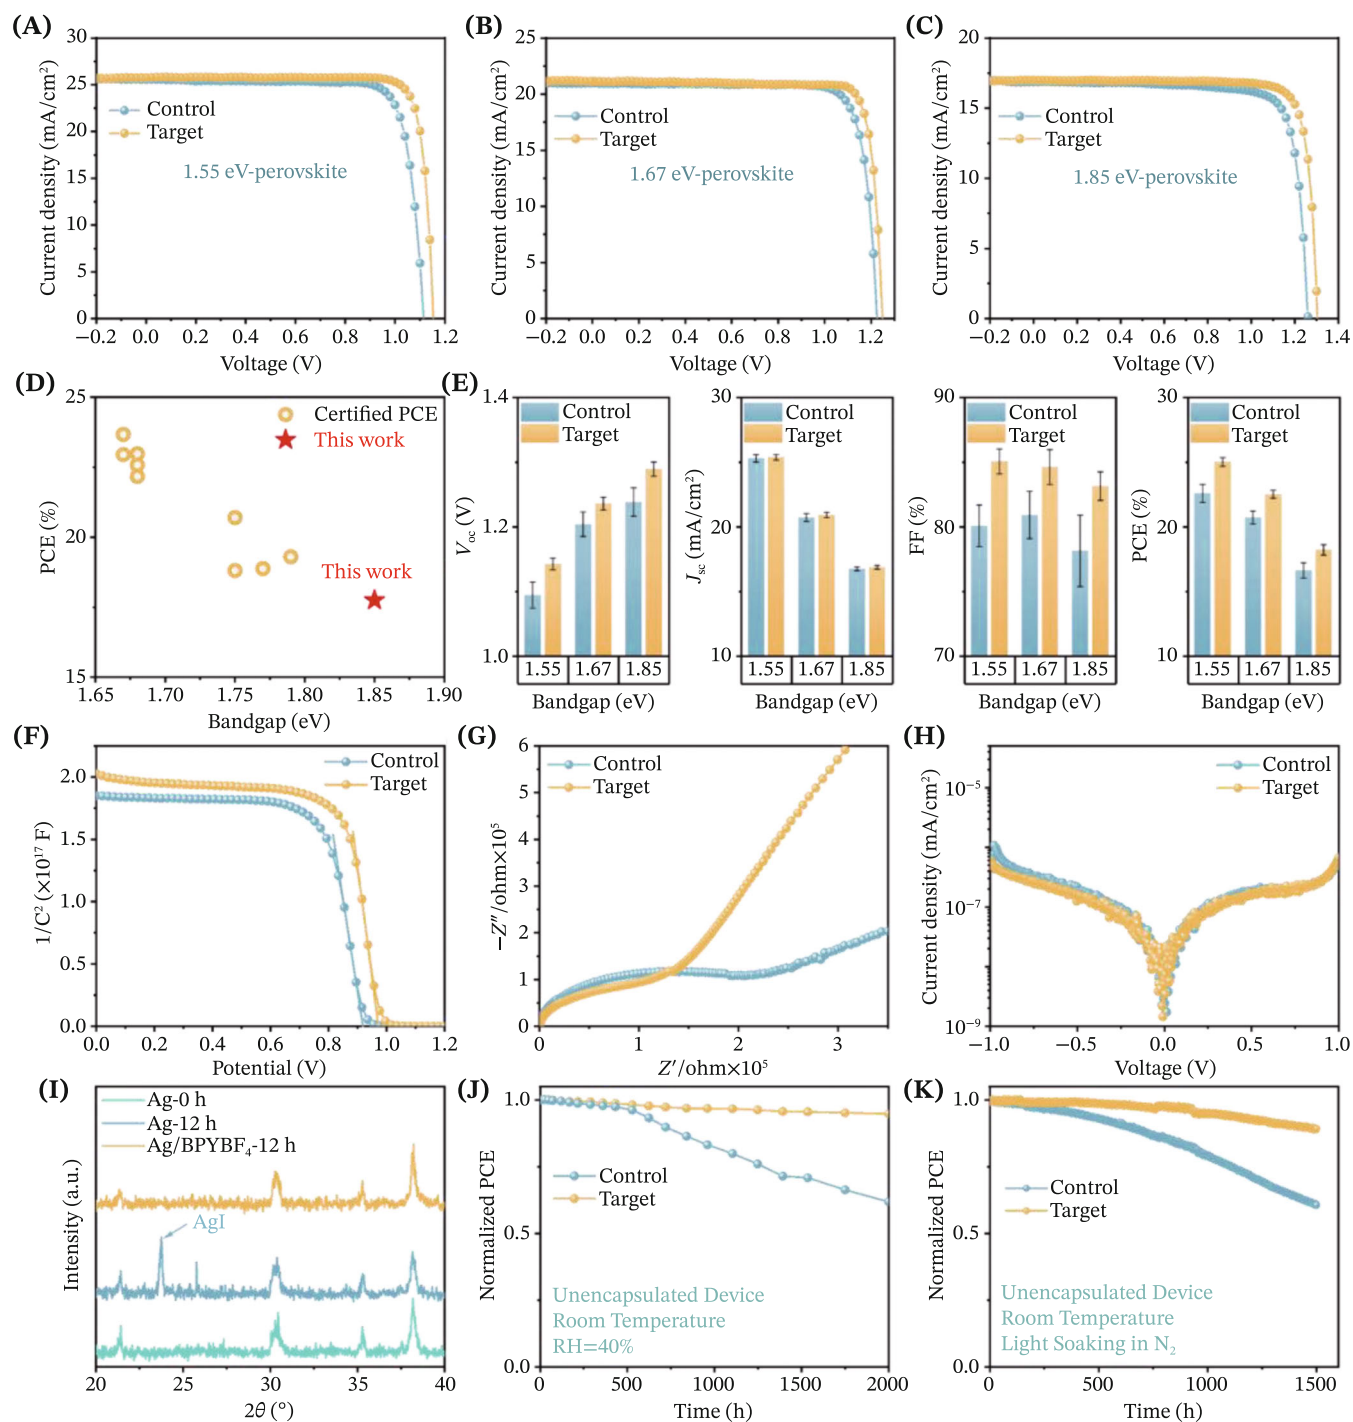 (A)
30
25
20
15
10
5
0
Current density (mA/cm²)
Control
Target
1.55 eV-perovskite
−0.2 0.0 0.2 0.4 0.6 0.8 1.0 1.2
Voltage (V)
(B)
25
20
15
10
5
0
Current density (mA/cm²)
Control
Target
1.67 eV-perovskite
−0.2 0.0 0.2 0.4 0.6 0.8 1.0 1.2
Voltage (V)
(C)
20
15
10
5
0
Current density (mA/cm²)
Control
Target
1.85 eV-perovskite
−0.2 0.0 0.2 0.4 0.6 0.8 1.0 1.2 1.4
Voltage (V)
(D)
25
20
15
PCE (%)
Certified PCE
This work
This work
1.65 1.70 1.75 1.80 1.85 1.90
Bandgap (eV)
(E)
1.4
1.2
1.0
Voc (V)
Control
Target
1.55 1.67 1.85
Bandgap (eV)
30
20
10
Jsc (mA/cm²)
Control
Target
1.55 1.67 1.85
Bandgap (eV)
90
80
70
FF (%)
Control
Target
1.55 1.67 1.85
Bandgap (eV)
30
20
10
PCE (%)
Control
Target
1.55 1.67 1.85
Bandgap (eV)
(F)
2.0
1.5
1.0
0.5
0.0
1/C² (×10¹⁷ F)
Control
Target
0.0 0.2 0.4 0.6 0.8 1.0 1.2
Potential (V)
(G)
6
5
4
3
2
1
0
−Z″/ohm×10⁵
Control
Target
0 1 2 3
Z′/ohm×10⁵
(H)
10⁻⁵
10⁻⁷
10⁻⁹
Current density (mA/cm²)
Control
Target
−1.0 −0.5 0.0 0.5 1.0
Voltage (V)
(I)
Intensity (a.u.)
Ag-0 h
Ag-12 h
Ag/BPYBF₄-12 h
AgI
20 25 30 35 40
2θ (°)
(J)
1.0
0.5
0.0
Normalized PCE
Control
Target
Unencapsulated Device
Room Temperature
RH=40%
0 500 1000 1500 2000
Time (h)
(K)
1.0
0.5
0.0
Normalized PCE
Control
Target
Unencapsulated Device
Room Temperature
Light Soaking in N₂
0 500 1000 1500
Time (h)